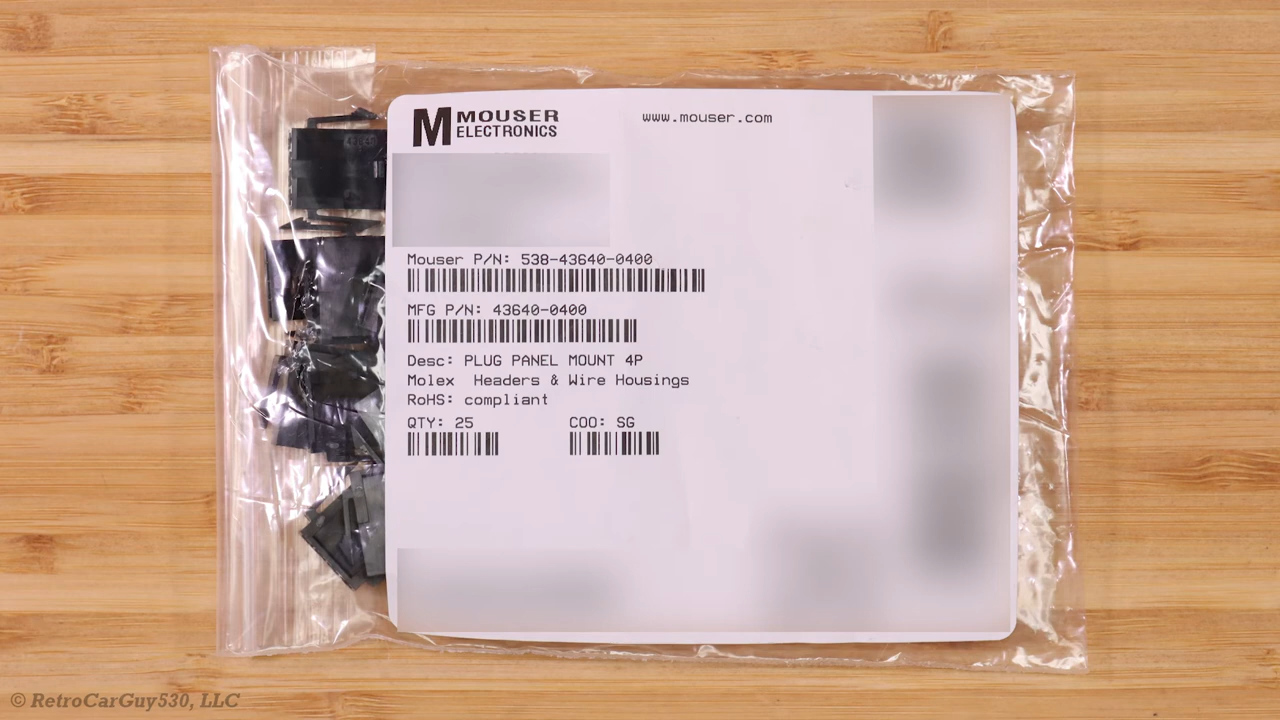 M MOUSER
ELECTRONICS
www.mouser.com
Mouser P/N: 538-43640-0400
MFG P/N: 43640-0400
Desc: PLUG PANEL MOUNT 4P
Molex Headers & Wire Housings
RoHS: compliant
QTY: 25 COO: SG
© RetroCarGuy530, LLC